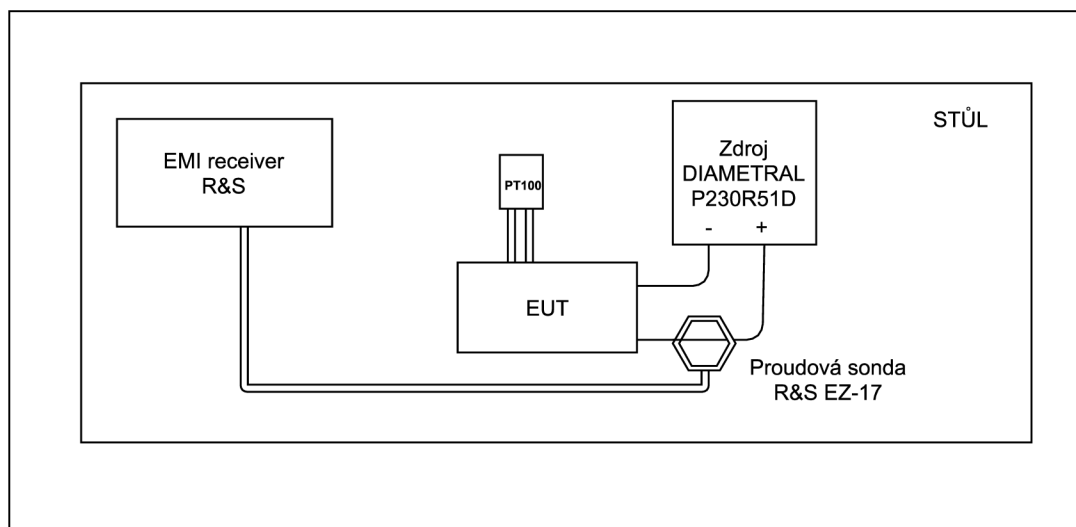 STŮL
EMI receiver
R&S
PT100
Zdroj
DIAMETRAL
P230R51D
- +
EUT
Proudová sonda
R&S EZ-17